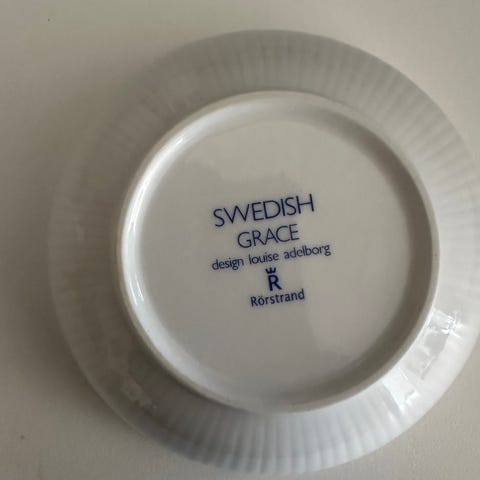 SWEDISH
GRACE
design louise adelborg
R
Rörstrand